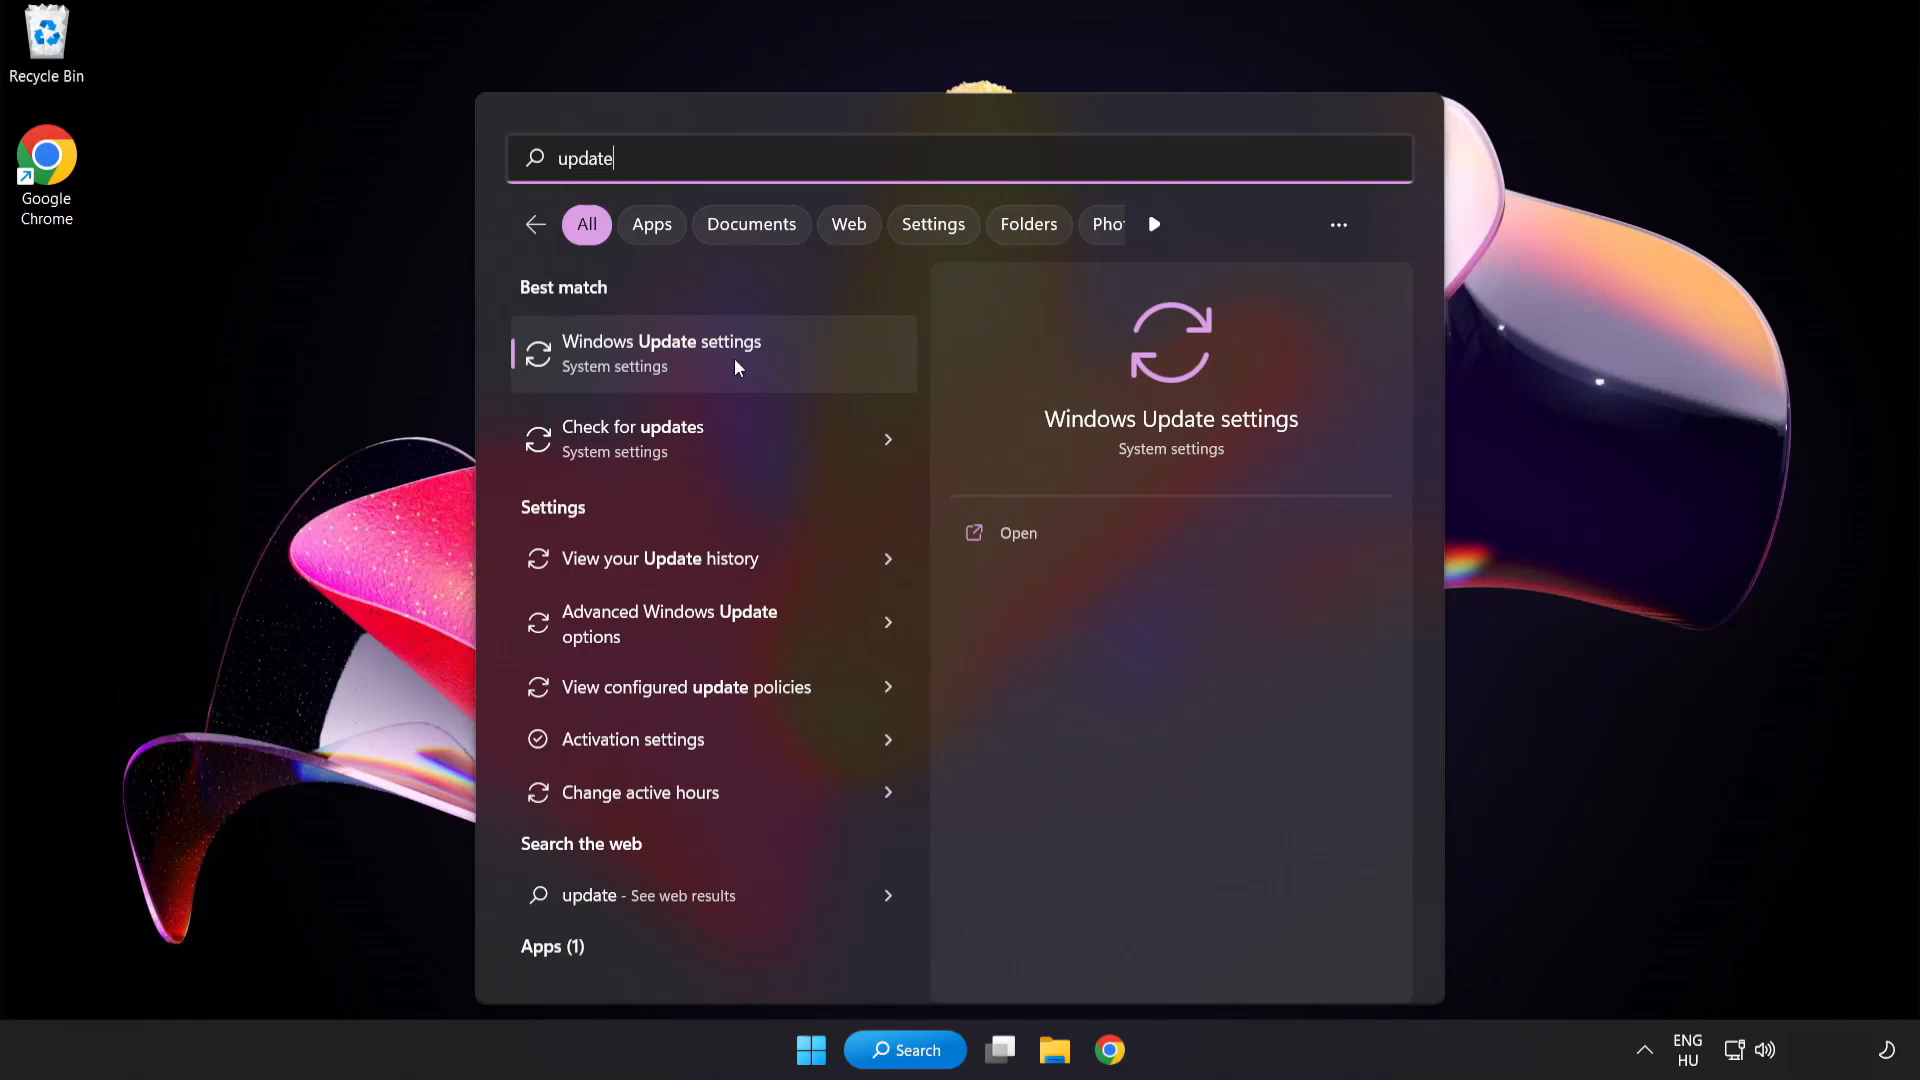 Recycle Bin
Google
Chrome
update
All
Apps
Documents
Web
Settings
Folders
Pho
Best match
Windows Update settings
System settings
Check for updates
System settings
Settings
View your Update history
Advanced Windows Update
options
View configured update policies
Activation settings
Change active hours
Search the web
update - See web results
Apps (1)
Windows Update settings
System settings
Open
Search
ENG
HU